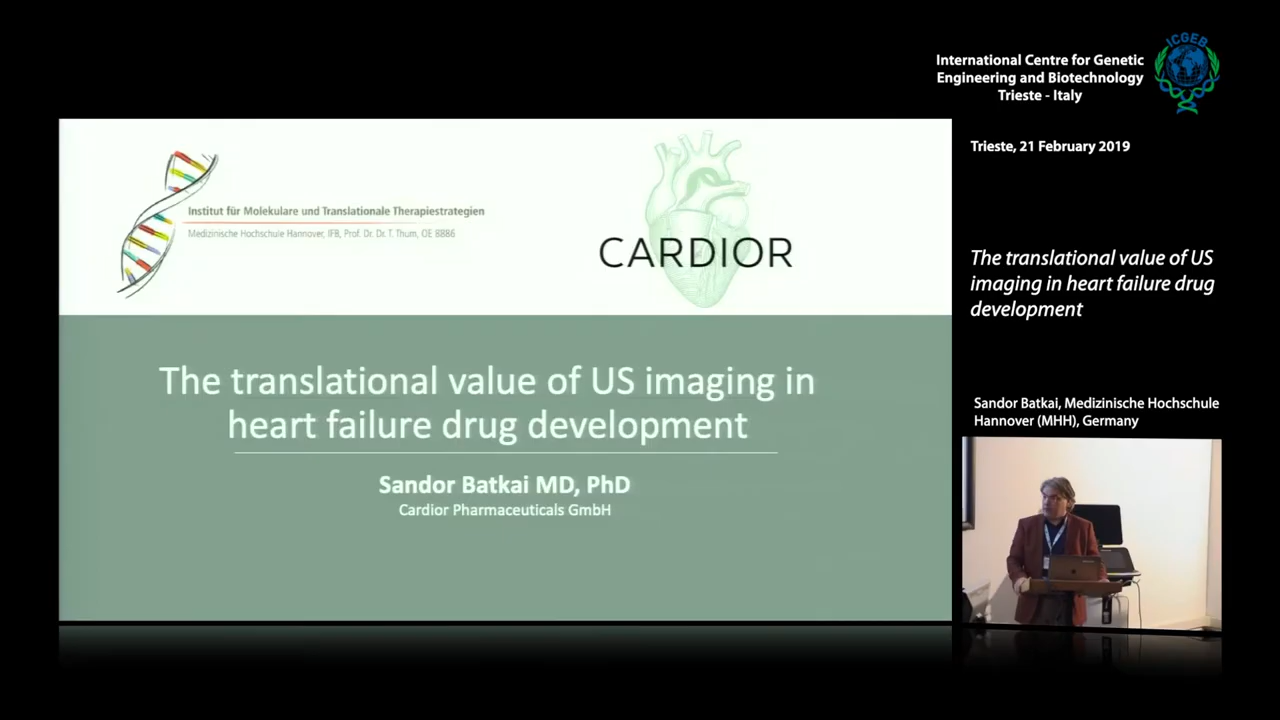 International Centre for Genetic
Engineering and Biotechnology
Trieste - Italy
ICGEB
Trieste, 21 February 2019
Institut für Molekulare und Translationale Therapiestrategien
Medizinische Hochschule Hannover, IFB, Prof. Dr. Dr. T. Thum, OE 8886
CARDIOR
The translational value of US imaging in
heart failure drug development
Sandor Batkai MD, PhD
Cardior Pharmaceuticals GmbH
The translational value of US
imaging in heart failure drug
development
Sandor Batkai, Medizinische Hochschule
Hannover (MHH), Germany